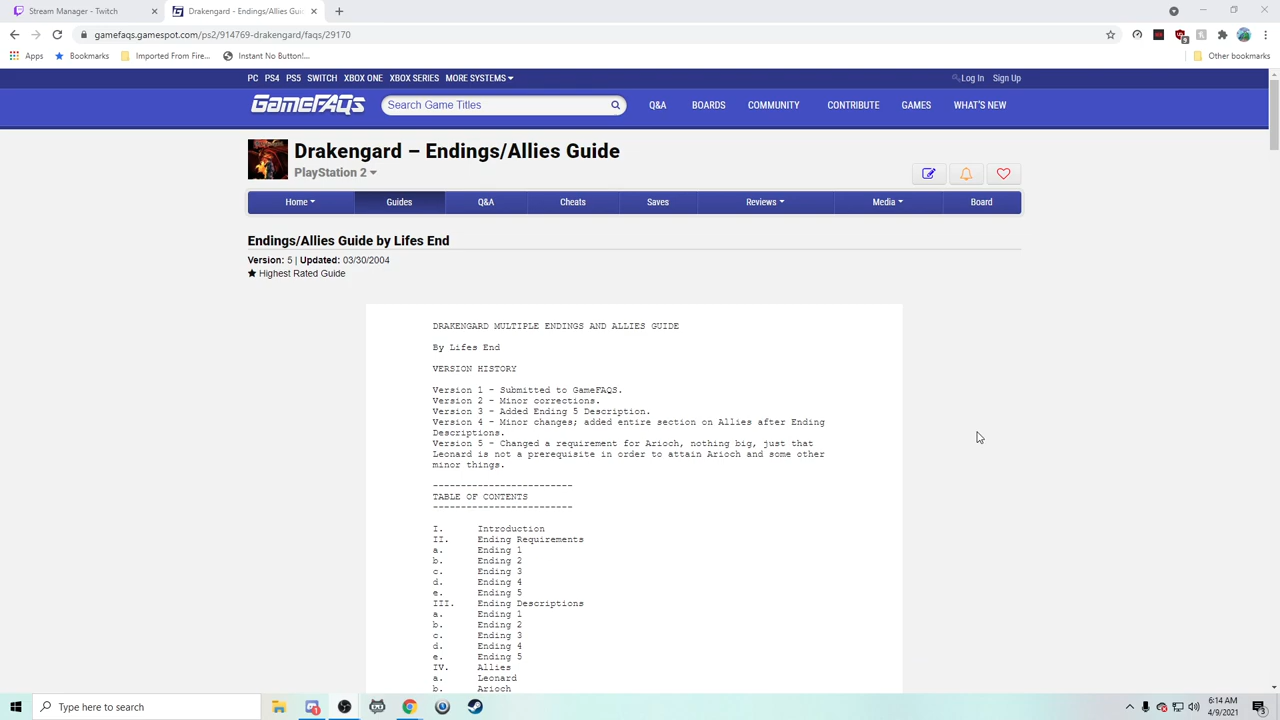 Stream Manager - Twitch
Drakengard - Endings/Allies Gui
gamefaqs.gamespot.com/ps2/914769-drakengard/faqs/29170
Apps
Bookmarks
Imported From Fire...
Instant No Button!...
Other bookmarks
PC PS4 PS5 SWITCH XBOX ONE XBOX SERIES MORE SYSTEMS
Log In Sign Up
GameFAQs
Search Game Titles
Q&A BOARDS COMMUNITY CONTRIBUTE GAMES WHAT'S NEW
Drakengard – Endings/Allies Guide
PlayStation 2
Home Guides Q&A Cheats Saves Reviews Media Board
Endings/Allies Guide by Lifes End
Version: 5 | Updated: 03/30/2004
★ Highest Rated Guide
DRAKENGARD MULTIPLE ENDINGS AND ALLIES GUIDE
By Lifes End
VERSION HISTORY
Version 1 - Submitted to GameFAQS.
Version 2 - Minor corrections.
Version 3 - Added Ending 5 Description.
Version 4 - Minor changes; added entire section on Allies after Ending
Descriptions.
Version 5 - Changed a requirement for Arioch, nothing big, just that
Leonard is not a prerequisite in order to attain Arioch and some other
minor things.
-------------------------
TABLE OF CONTENTS
-------------------------
I. Introduction
II. Ending Requirements
a. Ending 1
b. Ending 2
c. Ending 3
d. Ending 4
e. Ending 5
III. Ending Descriptions
a. Ending 1
b. Ending 2
c. Ending 3
d. Ending 4
e. Ending 5
IV. Allies
a. Leonard
b. Arioch
Type here to search
6:14 AM
4/9/2021